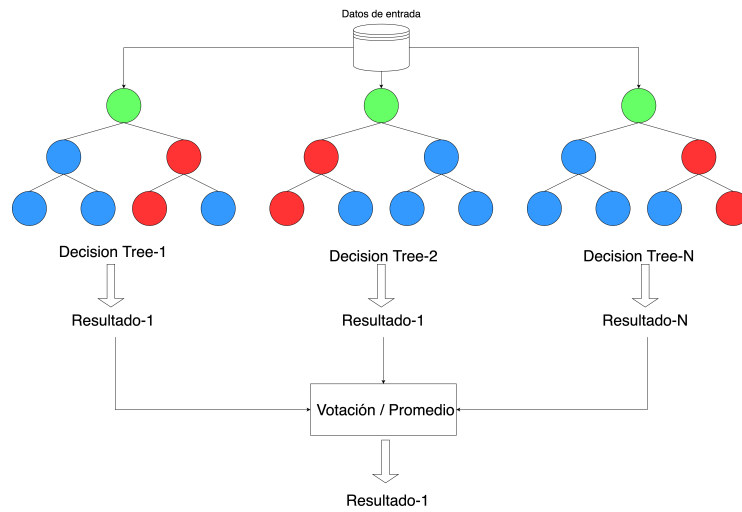 Datos de entrada
Decision Tree-1
Decision Tree-2
Decision Tree-N
Resultado-1
Resultado-1
Resultado-N
Votación / Promedio
Resultado-1